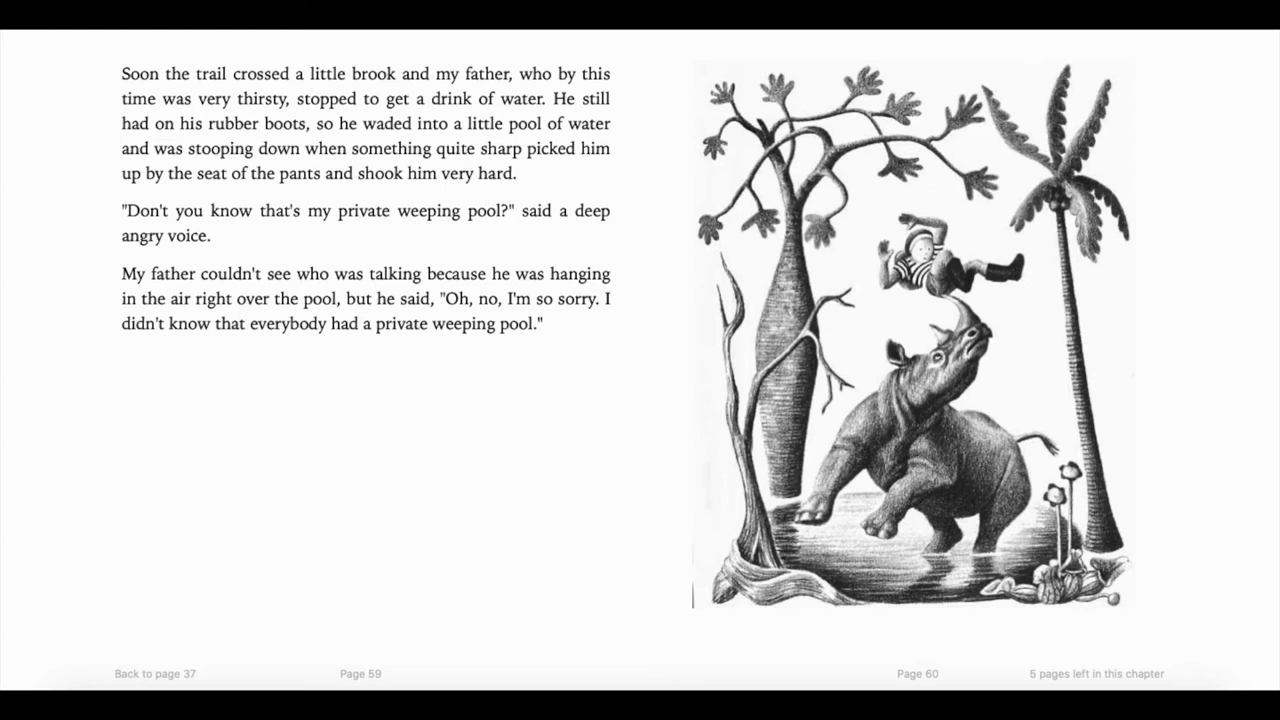 Soon the trail crossed a little brook and my father, who by this
time was very thirsty, stopped to get a drink of water. He still
had on his rubber boots, so he waded into a little pool of water
and was stooping down when something quite sharp picked him
up by the seat of the pants and shook him very hard.
"Don't you know that's my private weeping pool?" said a deep
angry voice.
My father couldn't see who was talking because he was hanging
in the air right over the pool, but he said, "Oh, no, I'm so sorry. I
didn't know that everybody had a private weeping pool."
Back to page 37
Page 59
Page 60
5 pages left in this chapter